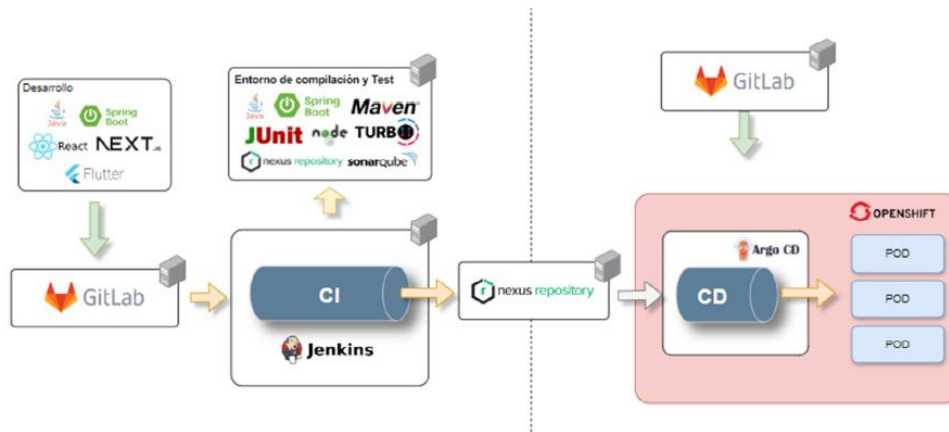 Desarrollo
Java
Spring
Boot
React
NEXT.JS
Flutter
Entorno de compilación y Test
Java
Spring
Boot
Maven
JUnit
node
TURBO
nexus repository
sonarqube
GitLab
CI
Jenkins
nexus repository
GitLab
OPENSHIFT
Argo CD
CD
POD
POD
POD